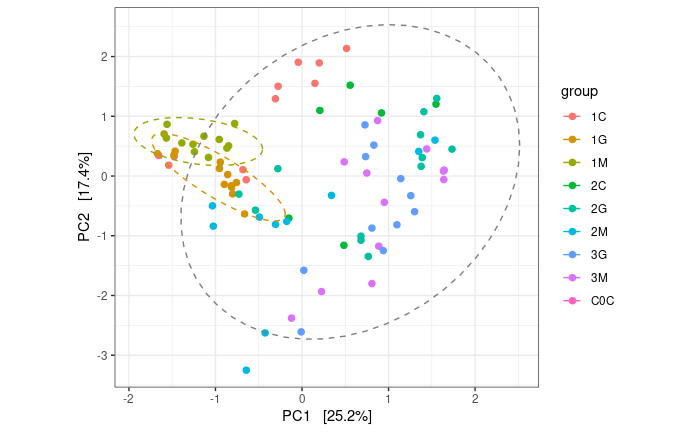 2
1
0
-1
-2
-3
-2
-1
0
1
2
PC1 [25.2%]
PC2 [17.4%]
group
1C
1G
1M
2C
2G
2M
3G
3M
C0C